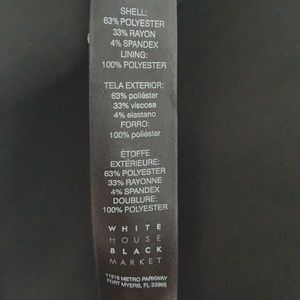 SHELL:
63% POLYESTER
33% RAYON
4% SPANDEX
LINING:
100% POLYESTER
TELA EXTERIOR:
63% poliéster
33% viscosa
4% elastano
FORRO:
100% poliéster
ÉTOFFE
EXTÉRIEURE:
63% POLYESTER
33% RAYONNE
4% SPANDEX
DOUBLURE:
100% POLYESTER
WHITE
HOUSE
BLACK
MARKET
11215 METRO PARKWAY
FORT MYERS, FL 33966